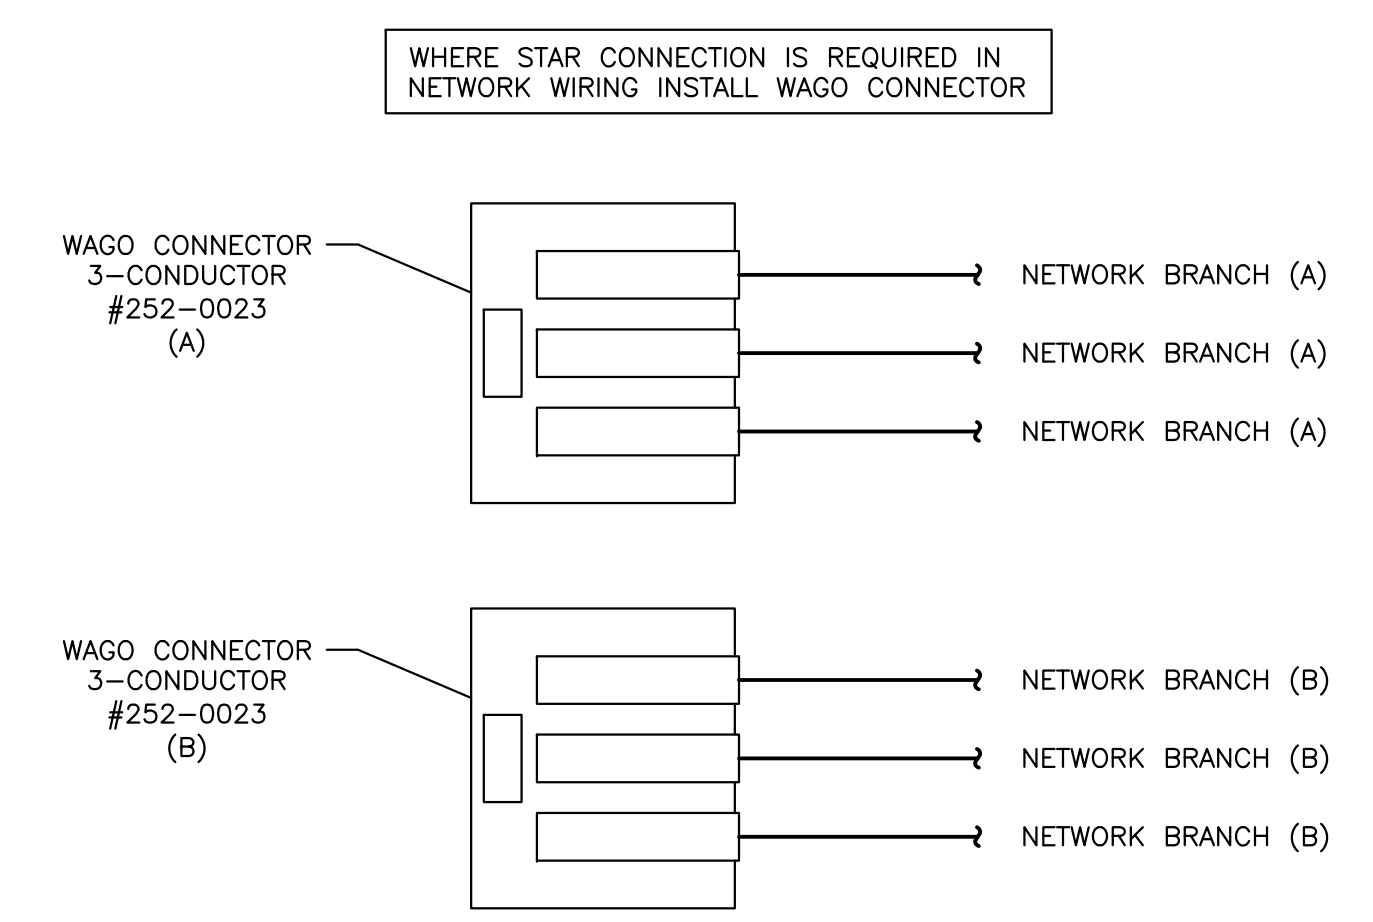 WHERE STAR CONNECTION IS REQUIRED IN
NETWORK WIRING INSTALL WAGO CONNECTOR
WAGO CONNECTOR
3-CONDUCTOR
#252-0023
(A)
NETWORK BRANCH (A)
NETWORK BRANCH (A)
NETWORK BRANCH (A)
WAGO CONNECTOR
3-CONDUCTOR
#252-0023
(B)
NETWORK BRANCH (B)
NETWORK BRANCH (B)
NETWORK BRANCH (B)